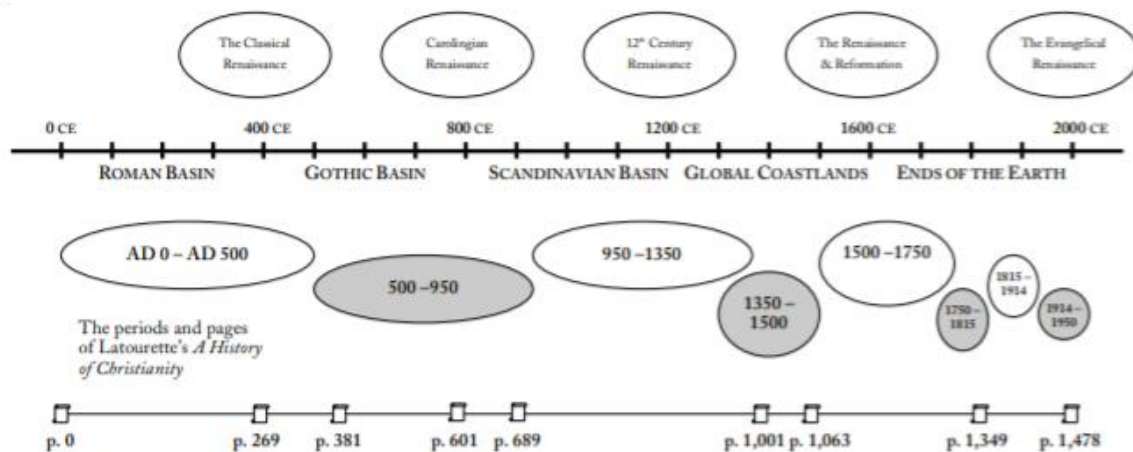 The Classical
Renaissance
Carolingian
Renaissance
12th Century
Renaissance
The Renaissance
& Reformation
The Evangelical
Renaissance
0 CE 400 CE 800 CE 1200 CE 1600 CE 2000 CE
ROMAN BASIN GOTHIC BASIN SCANDINAVIAN BASIN GLOBAL COASTLANDS ENDS OF THE EARTH
AD 0 – AD 500
500 –950
950 –1350
1350 –
1500
1500 –1750
1750 –
1815
1815 –
1914
1914 –
1950
The periods and pages
of Latourette's A History
of Christianity
p. 0 p. 269 p. 381 p. 601 p. 689 p. 1,001 p. 1,063 p. 1,349 p. 1,478